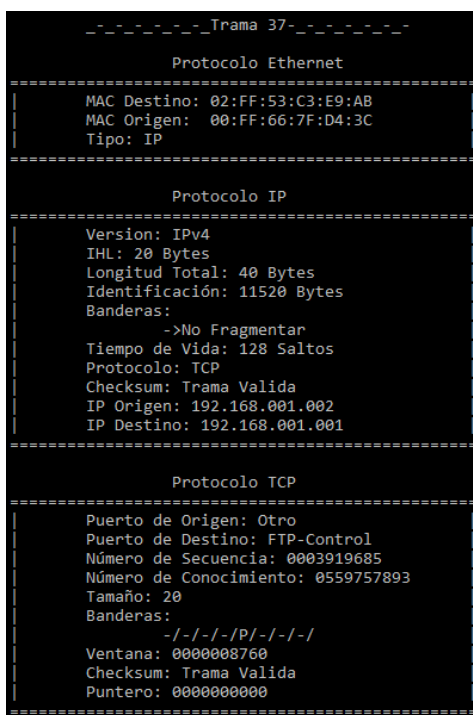 _-_-_-_-_-_-_-_Trama 37-_-_-_-_-_-_-_-
Protocolo Ethernet
==================================================
| MAC Destino: 02:FF:53:C3:E9:AB |
| MAC Origen:  00:FF:66:7F:D4:3C |
| Tipo: IP |
==================================================
Protocolo IP
==================================================
| Version: IPv4 |
| IHL: 20 Bytes |
| Longitud Total: 40 Bytes |
| Identificación: 11520 Bytes |
| Banderas: |
| ->No Fragmentar |
| Tiempo de Vida: 128 Saltos |
| Protocolo: TCP |
| Checksum: Trama Valida |
| IP Origen: 192.168.001.002 |
| IP Destino: 192.168.001.001 |
==================================================
Protocolo TCP
==================================================
| Puerto de Origen: Otro |
| Puerto de Destino: FTP-Control |
| Número de Secuencia: 0003919685 |
| Número de Conocimiento: 0559757893 |
| Tamaño: 20 |
| Banderas: |
| -/-/-/-/P/-/-/-/ |
| Ventana: 0000008760 |
| Checksum: Trama Valida |
| Puntero: 0000000000 |
==================================================